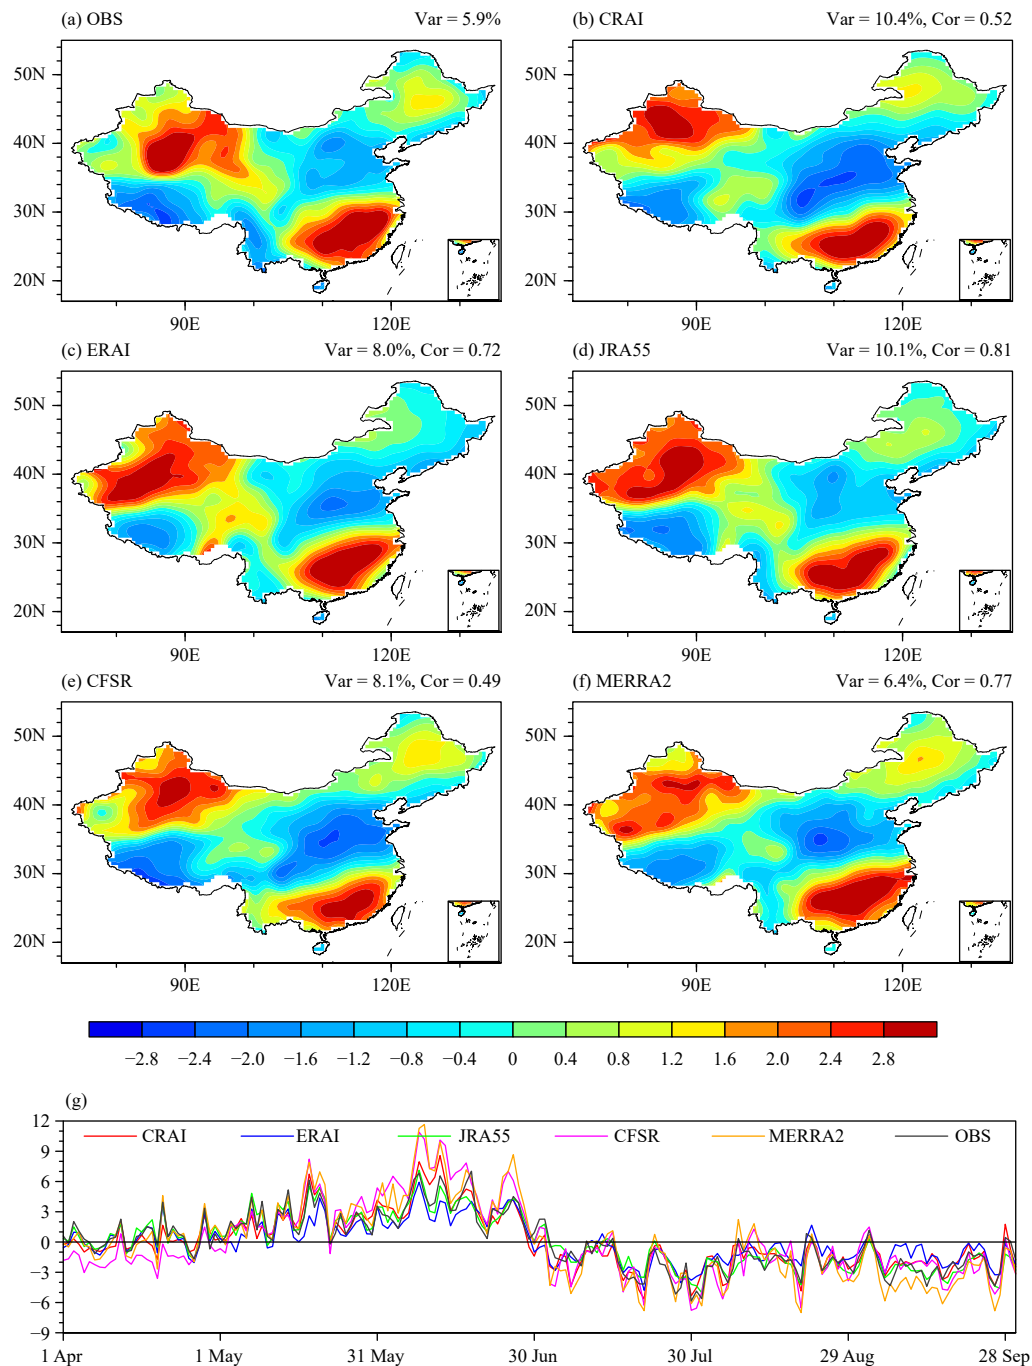 (a) OBS Var = 5.9%
(b) CRAI Var = 10.4%, Cor = 0.52
50N
40N
30N
20N
90E 120E
50N
40N
30N
20N
90E 120E
(c) ERAI Var = 8.0%, Cor = 0.72
(d) JRA55 Var = 10.1%, Cor = 0.81
50N
40N
30N
20N
90E 120E
50N
40N
30N
20N
90E 120E
(e) CFSR Var = 8.1%, Cor = 0.49
(f) MERRA2 Var = 6.4%, Cor = 0.77
50N
40N
30N
20N
90E 120E
50N
40N
30N
20N
90E 120E
−2.8 −2.4 −2.0 −1.6 −1.2 −0.8 −0.4 0 0.4 0.8 1.2 1.6 2.0 2.4 2.8
(g)
12
9
6
3
0
−3
−6
−9
CRAI ERAI JRA55 CFSR MERRA2 OBS
1 Apr 1 May 31 May 30 Jun 30 Jul 29 Aug 28 Sep